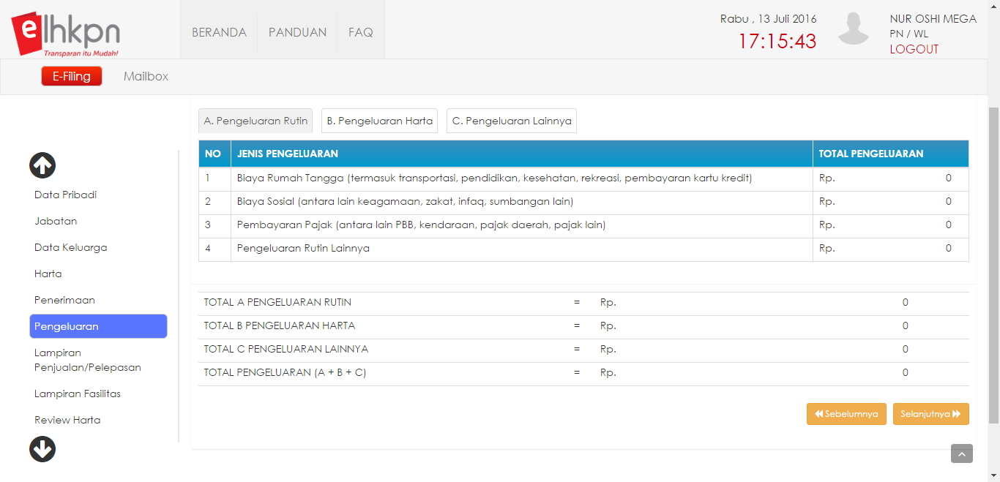 elhkpn
Transparan itu Mudah!
BERANDA
PANDUAN
FAQ
Rabu , 13 Juli 2016
17:15:43
NUR OSHI MEGA
PN / WL
LOGOUT
E-Filing
Mailbox
Data Pribadi
Jabatan
Data Keluarga
Harta
Penerimaan
Pengeluaran
Lampiran
Penjualan/Pelepasan
Lampiran Fasilitas
Review Harta
A. Pengeluaran Rutin
B. Pengeluaran Harta
C. Pengeluaran Lainnya
NO JENIS PENGELUARAN TOTAL PENGELUARAN
1 Biaya Rumah Tangga (termasuk transportasi, pendidikan, kesehatan, rekreasi, pembayaran kartu kredit) Rp. 0
2 Biaya Sosial (antara lain keagamaan, zakat, infaq, sumbangan lain) Rp. 0
3 Pembayaran Pajak (antara lain PBB, kendaraan, pajak daerah, pajak lain) Rp. 0
4 Pengeluaran Rutin Lainnya Rp. 0
TOTAL A PENGELUARAN RUTIN = Rp. 0
TOTAL B PENGELUARAN HARTA = Rp. 0
TOTAL C PENGELUARAN LAINNYA = Rp. 0
TOTAL PENGELUARAN (A + B + C) = Rp. 0
Sebelumnya
Selanjutnya